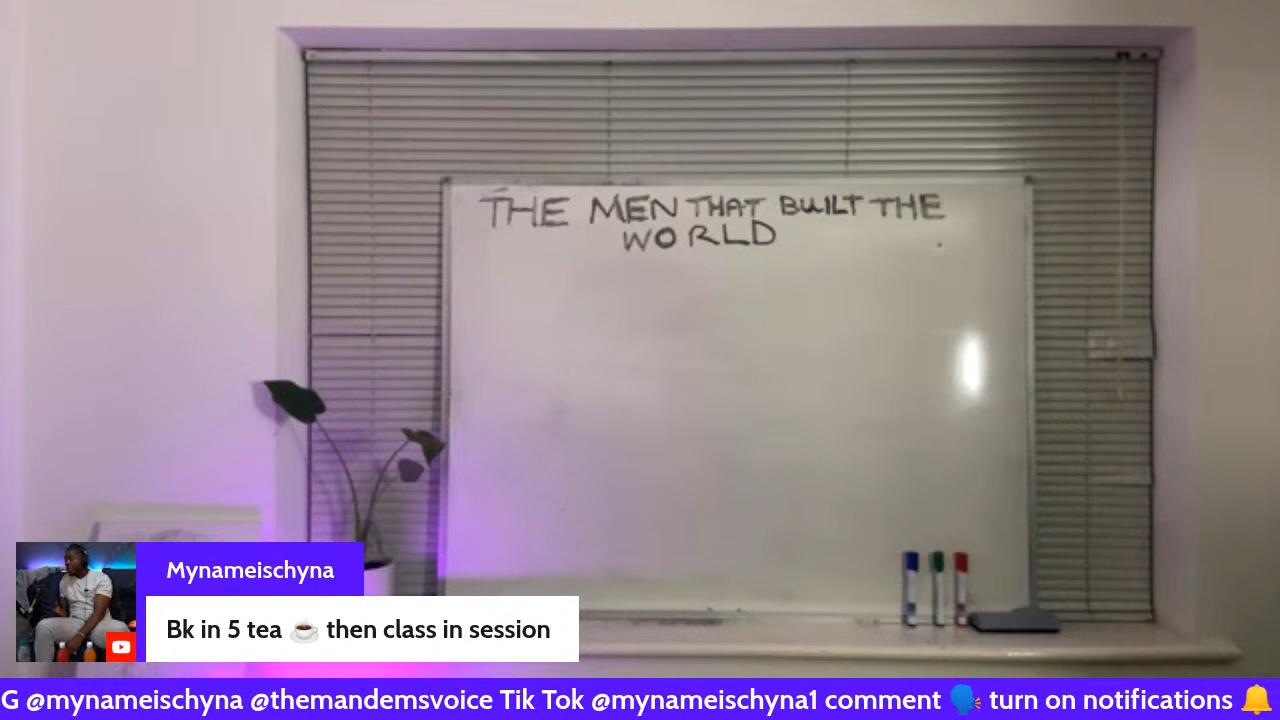 THE MEN THAT BUILT THE
WORLD
Mynameischyna
Bk in 5 tea ☕ then class in session
G @mynameischyna @themandemsvoice Tik Tok @mynameischyna1 comment 🗣️ turn on notifications 🔔